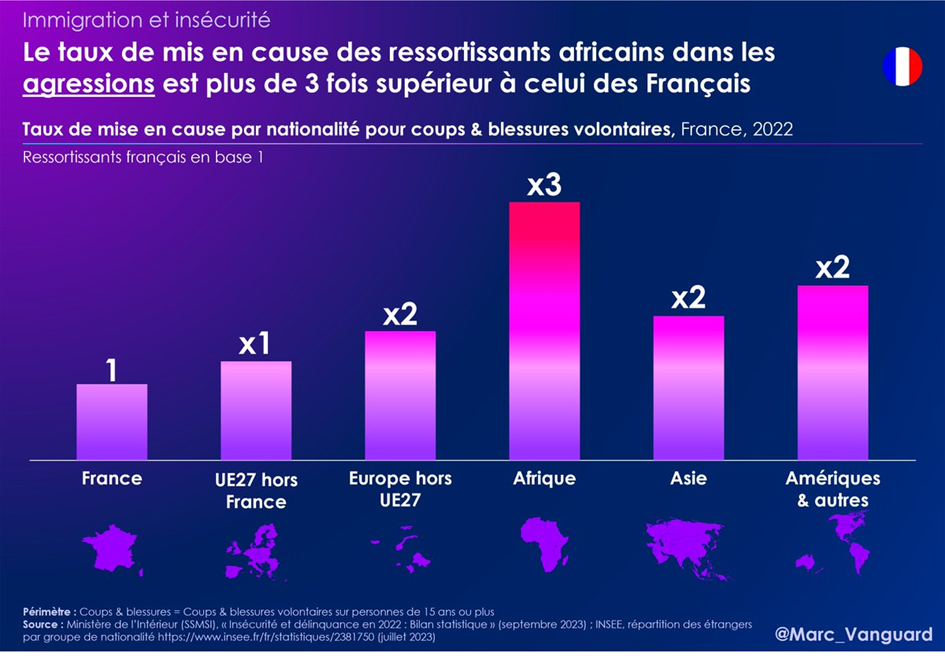 Immigration et insécurité
Le taux de mis en cause des ressortissants africains dans les
agressions est plus de 3 fois supérieur à celui des Français
Taux de mise en cause par nationalité pour coups & blessures volontaires, France, 2022
Ressortissants français en base 1
1
x1
x2
x3
x2
x2
France
UE27 hors
France
Europe hors
UE27
Afrique
Asie
Amériques
& autres
Périmètre : Coups & blessures = Coups & blessures volontaires sur personnes de 15 ans ou plus
Source : Ministère de l'Intérieur (SSMSI), « Insécurité et délinquance en 2022 : Bilan statistique » (septembre 2023) ; INSEE, répartition des étrangers
par groupe de nationalité https://www.insee.fr/fr/statistiques/2381750 (juillet 2023)
@Marc_Vanguard